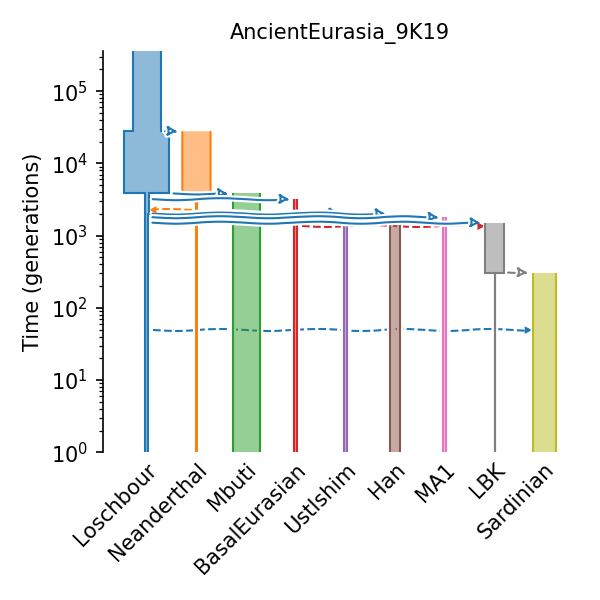 AncientEurasia_9K19
Time (generations)
10⁵
10⁴
10³
10²
10¹
10⁰
Loschbour
Neanderthal
Mbuti
BasalEurasian
UstIshim
Han
MA1
LBK
Sardinian